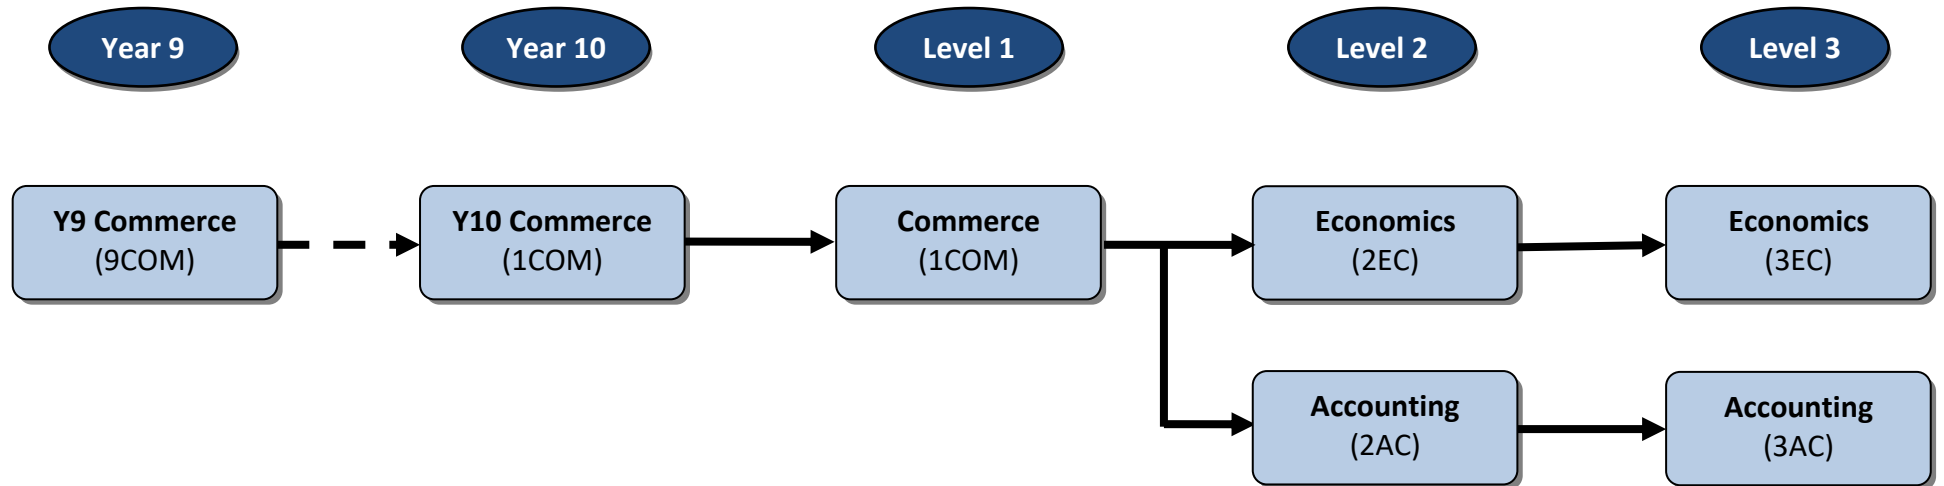 Year 9
Year 10
Level 1
Level 2
Level 3
Y9 Commerce
(9COM)
Y10 Commerce
(1COM)
Commerce
(1COM)
Economics
(2EC)
Economics
(3EC)
Accounting
(2AC)
Accounting
(3AC)